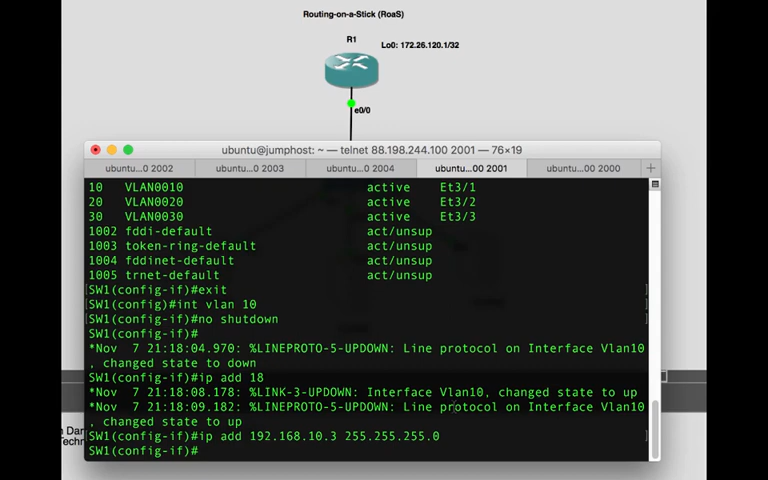 Routing-on-a-Stick (RoaS)
R1
Lo0: 172.26.120.1/32
e0/0
ubuntu@jumphost: ~ — telnet 88.198.244.100 2001 — 76×19
ubuntu...0 2002 ubuntu...0 2003 ubuntu...0 2004 ubuntu...00 2001 ubuntu...00 2000 +
10 VLAN0010 active Et3/1
20 VLAN0020 active Et3/2
30 VLAN0030 active Et3/3
1002 fddi-default act/unsup
1003 token-ring-default act/unsup
1004 fddinet-default act/unsup
1005 trnet-default act/unsup
[SW1(config-if)#exit ]
[SW1(config)#int vlan 10 ]
[SW1(config-if)#no shutdown ]
SW1(config-if)#
*Nov 7 21:18:04.970: %LINEPROTO-5-UPDOWN: Line protocol on Interface Vlan10
, changed state to down
SW1(config-if)#ip add 18
*Nov 7 21:18:08.178: %LINK-3-UPDOWN: Interface Vlan10, changed state to up
*Nov 7 21:18:09.182: %LINEPROTO-5-UPDOWN: Line protocol on Interface Vlan10
, changed state to up
[SW1(config-if)#ip add 192.168.10.3 255.255.255.0 ]
SW1(config-if)#